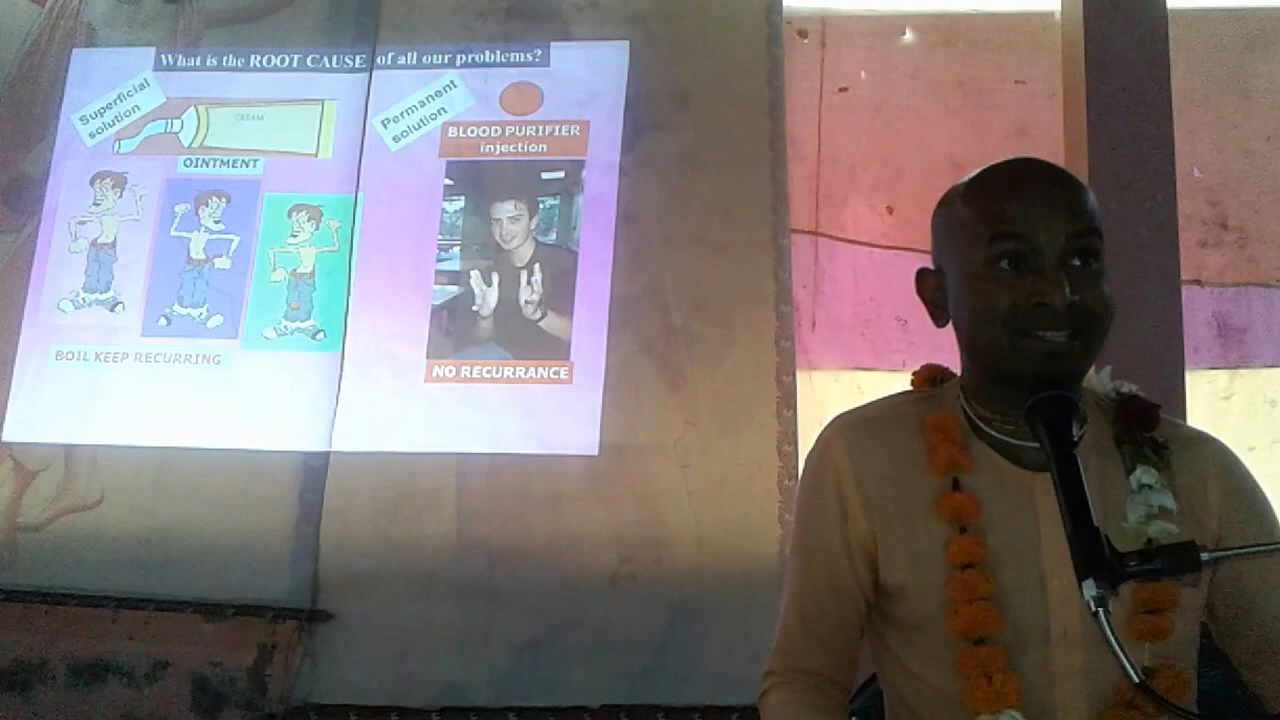 What is the ROOT CAUSE of all our problems?
Superficial
solution
CREAM
OINTMENT
BOIL KEEP RECURRING
Permanent
solution
BLOOD PURIFIER
injection
NO RECURRANCE